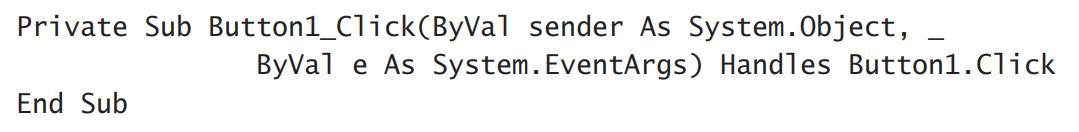 Private Sub Button1_Click(ByVal sender As System.Object, _
ByVal e As System.EventArgs) Handles Button1.Click
End Sub